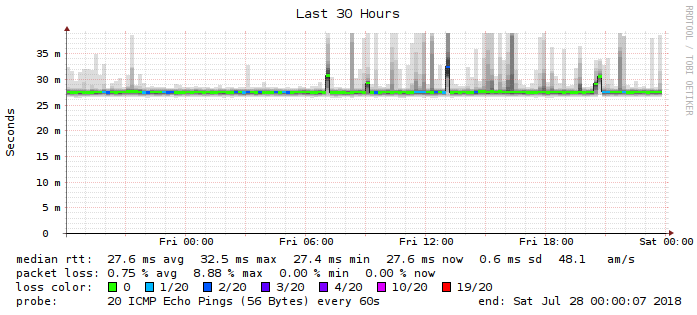 Last 30 Hours
RRDTOOL / TOBI OETIKER
Seconds
35 m
30 m
25 m
20 m
15 m
10 m
5 m
0
Fri 00:00 Fri 06:00 Fri 12:00 Fri 18:00 Sat 00:00
median rtt: 27.6 ms avg 32.5 ms max 27.4 ms min 27.6 ms now 0.6 ms sd 48.1 am/s
packet loss: 0.75 % avg 8.88 % max 0.00 % min 0.00 % now
loss color: 0 1/20 2/20 3/20 4/20 10/20 19/20
probe: 20 ICMP Echo Pings (56 Bytes) every 60s end: Sat Jul 28 00:00:07 2018